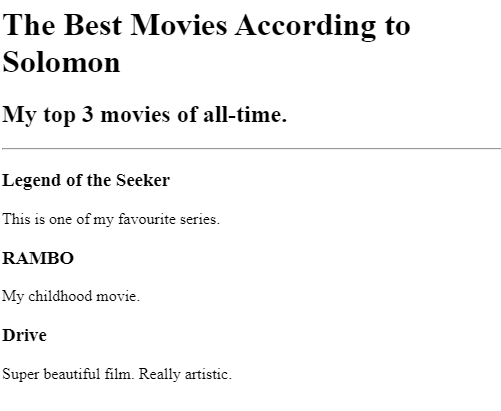 The Best Movies According to
Solomon
My top 3 movies of all-time.
Legend of the Seeker
This is one of my favourite series.
RAMBO
My childhood movie.
Drive
Super beautiful film. Really artistic.